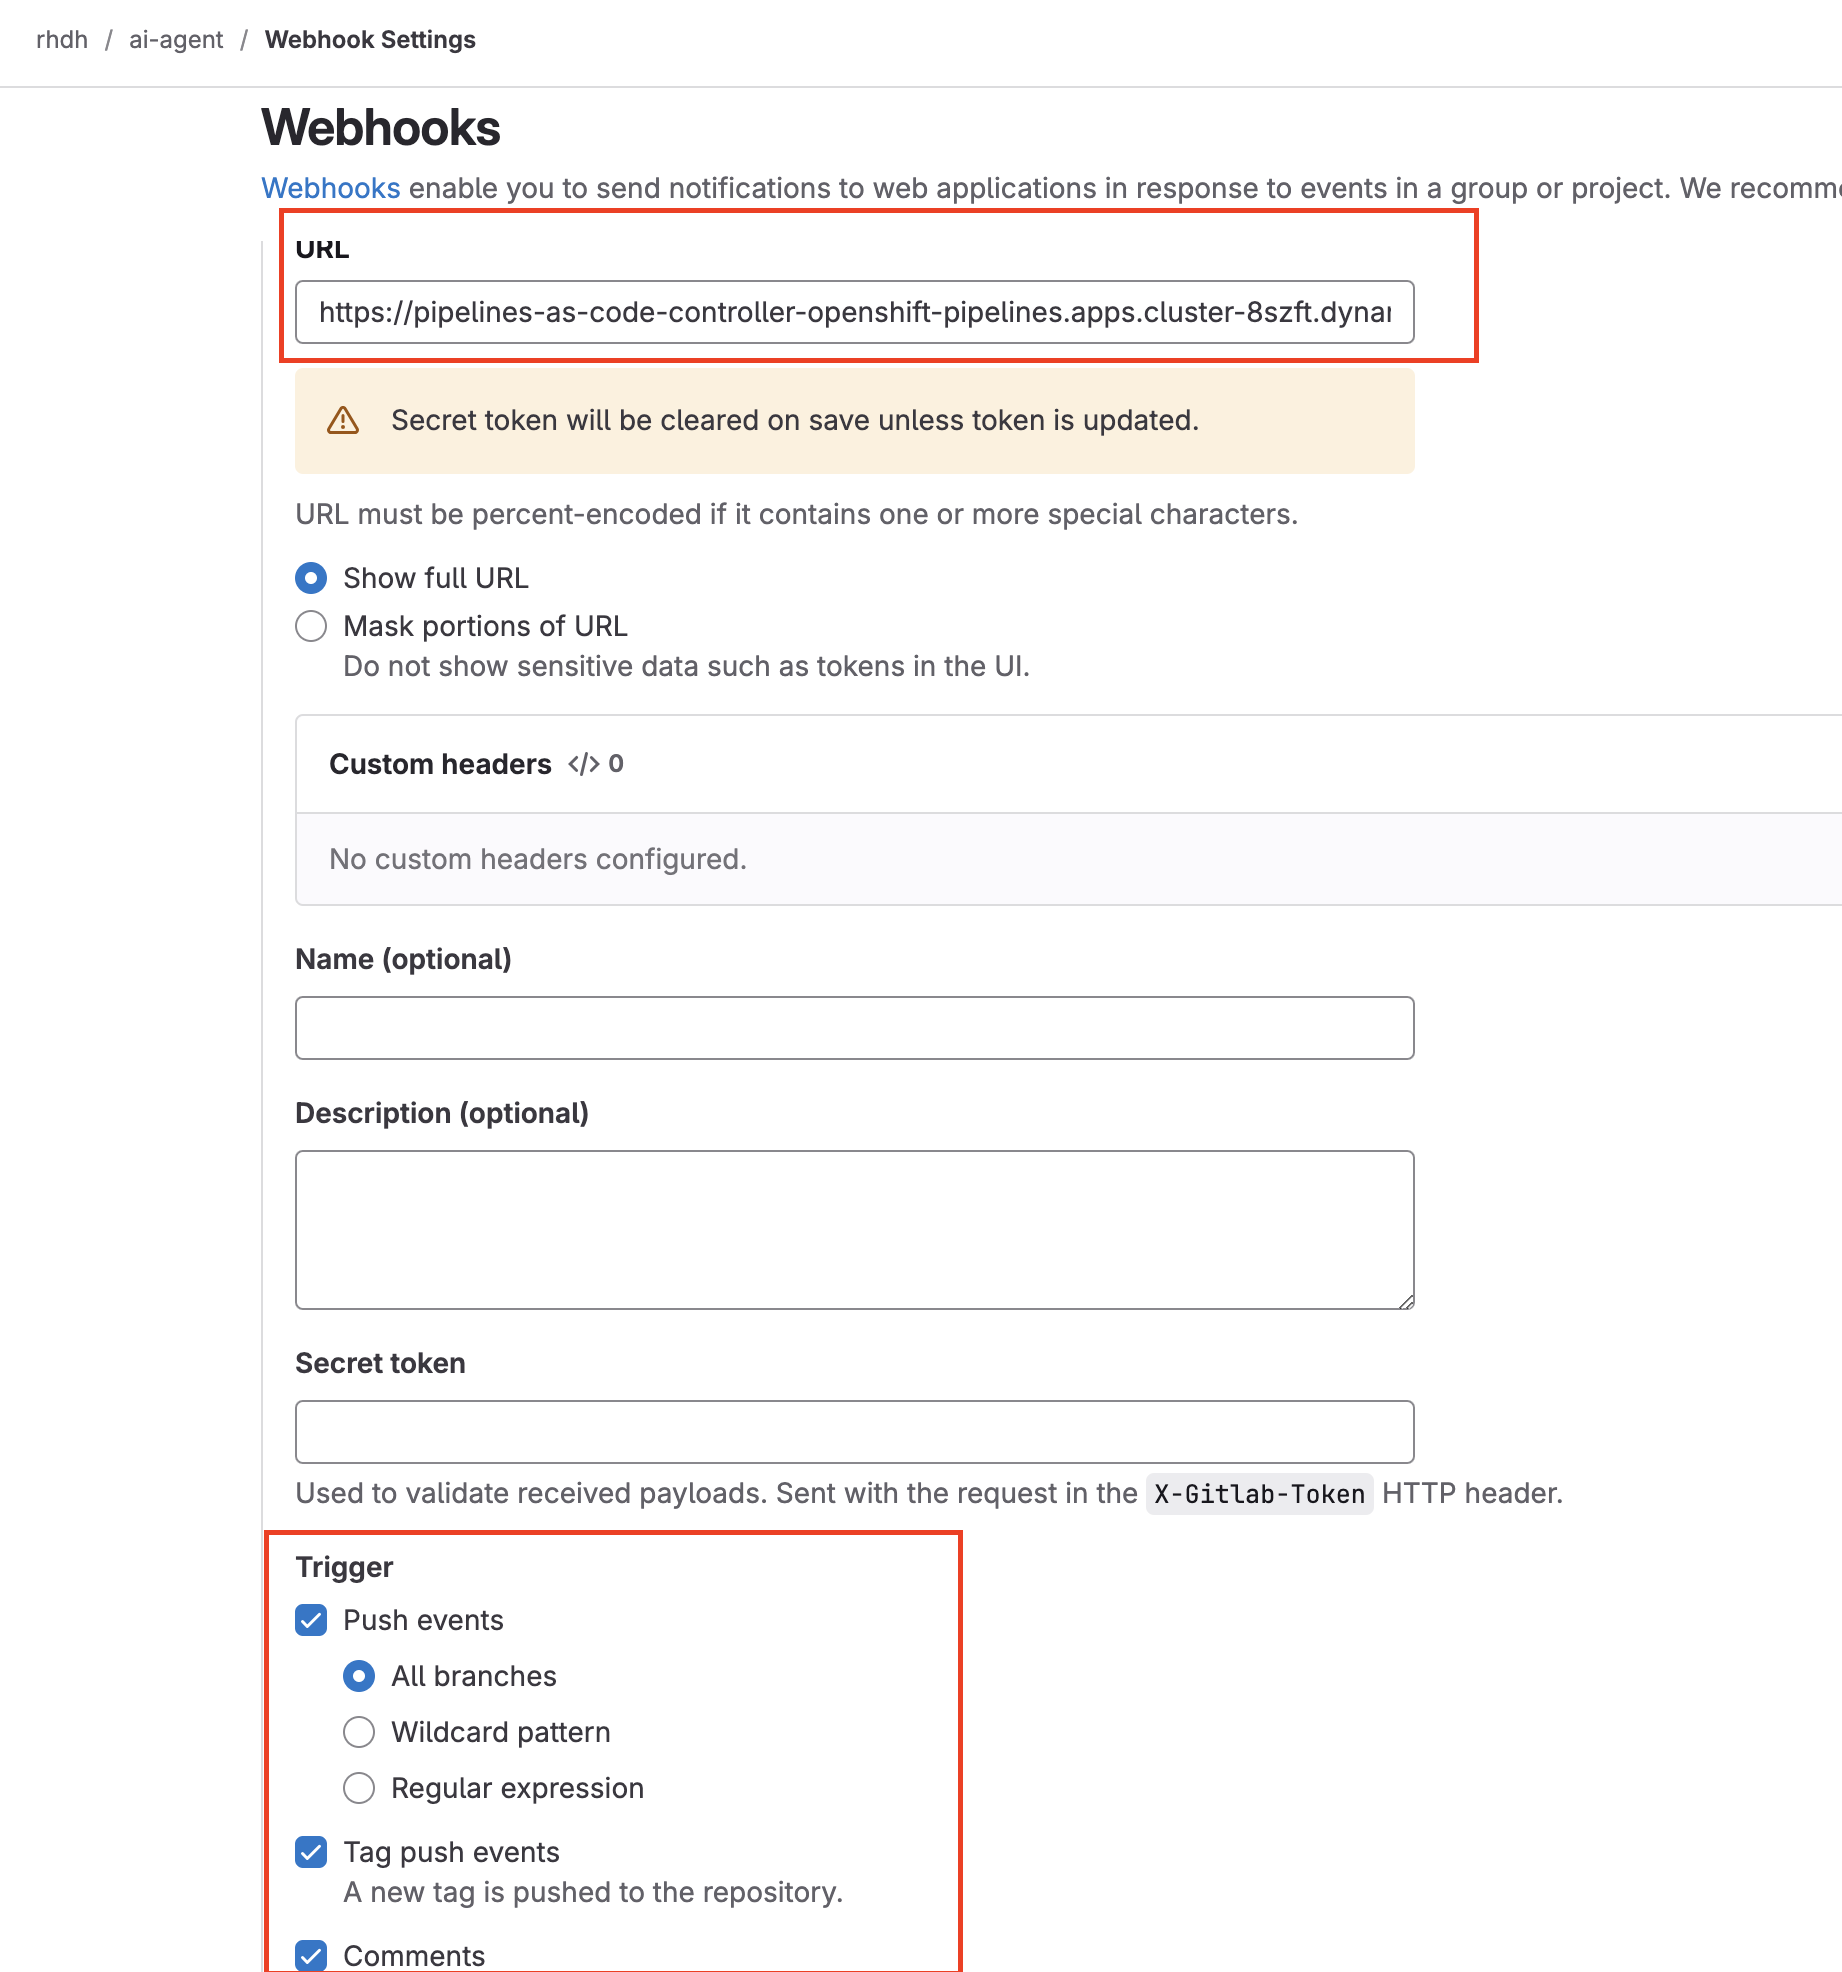 rhdh / ai-agent / Webhook Settings
Webhooks
Webhooks enable you to send notifications to web applications in response to events in a group or project. We
URL
https://pipelines-as-code-controller-openshift-pipelines.apps.cluster-8szft.
Secret token will be cleared on save unless token is updated.
URL must be percent-encoded if it contains one or more special characters.
Show full URL
Mask portions of URL
Do not show sensitive data such as tokens in the UI.
Custom headers </> 0
No custom headers configured.
Name (optional)
Description (optional)
Secret token
Used to validate received payloads. Sent with the request in the X-Gitlab-Token HTTP header.
Trigger
Push events
All branches
Wildcard pattern
Regular expression
Tag push events
A new tag is pushed to the repository.
Comments